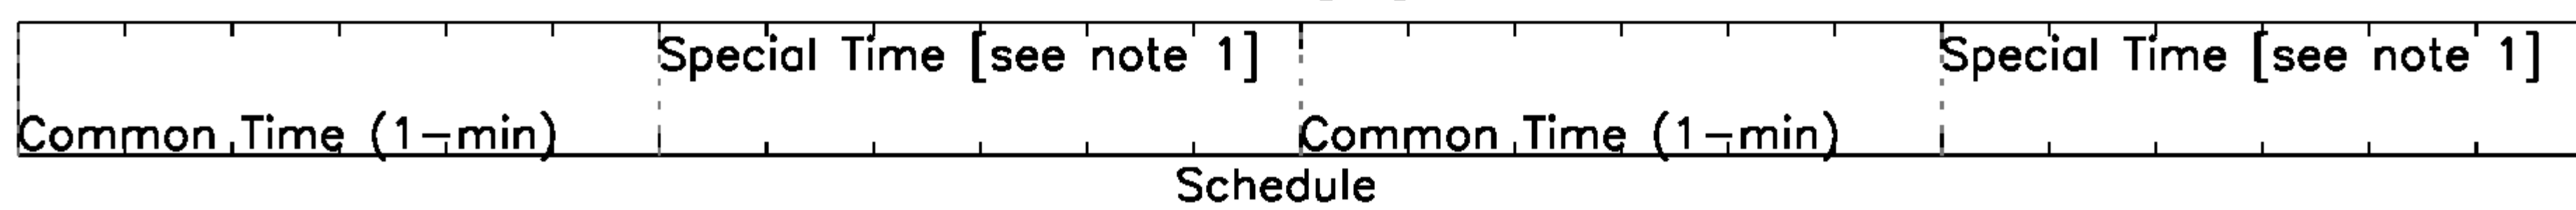 Special Time [see note 1] Special Time [see note 1]
Common Time (1-min) Common Time (1-min)
Schedule